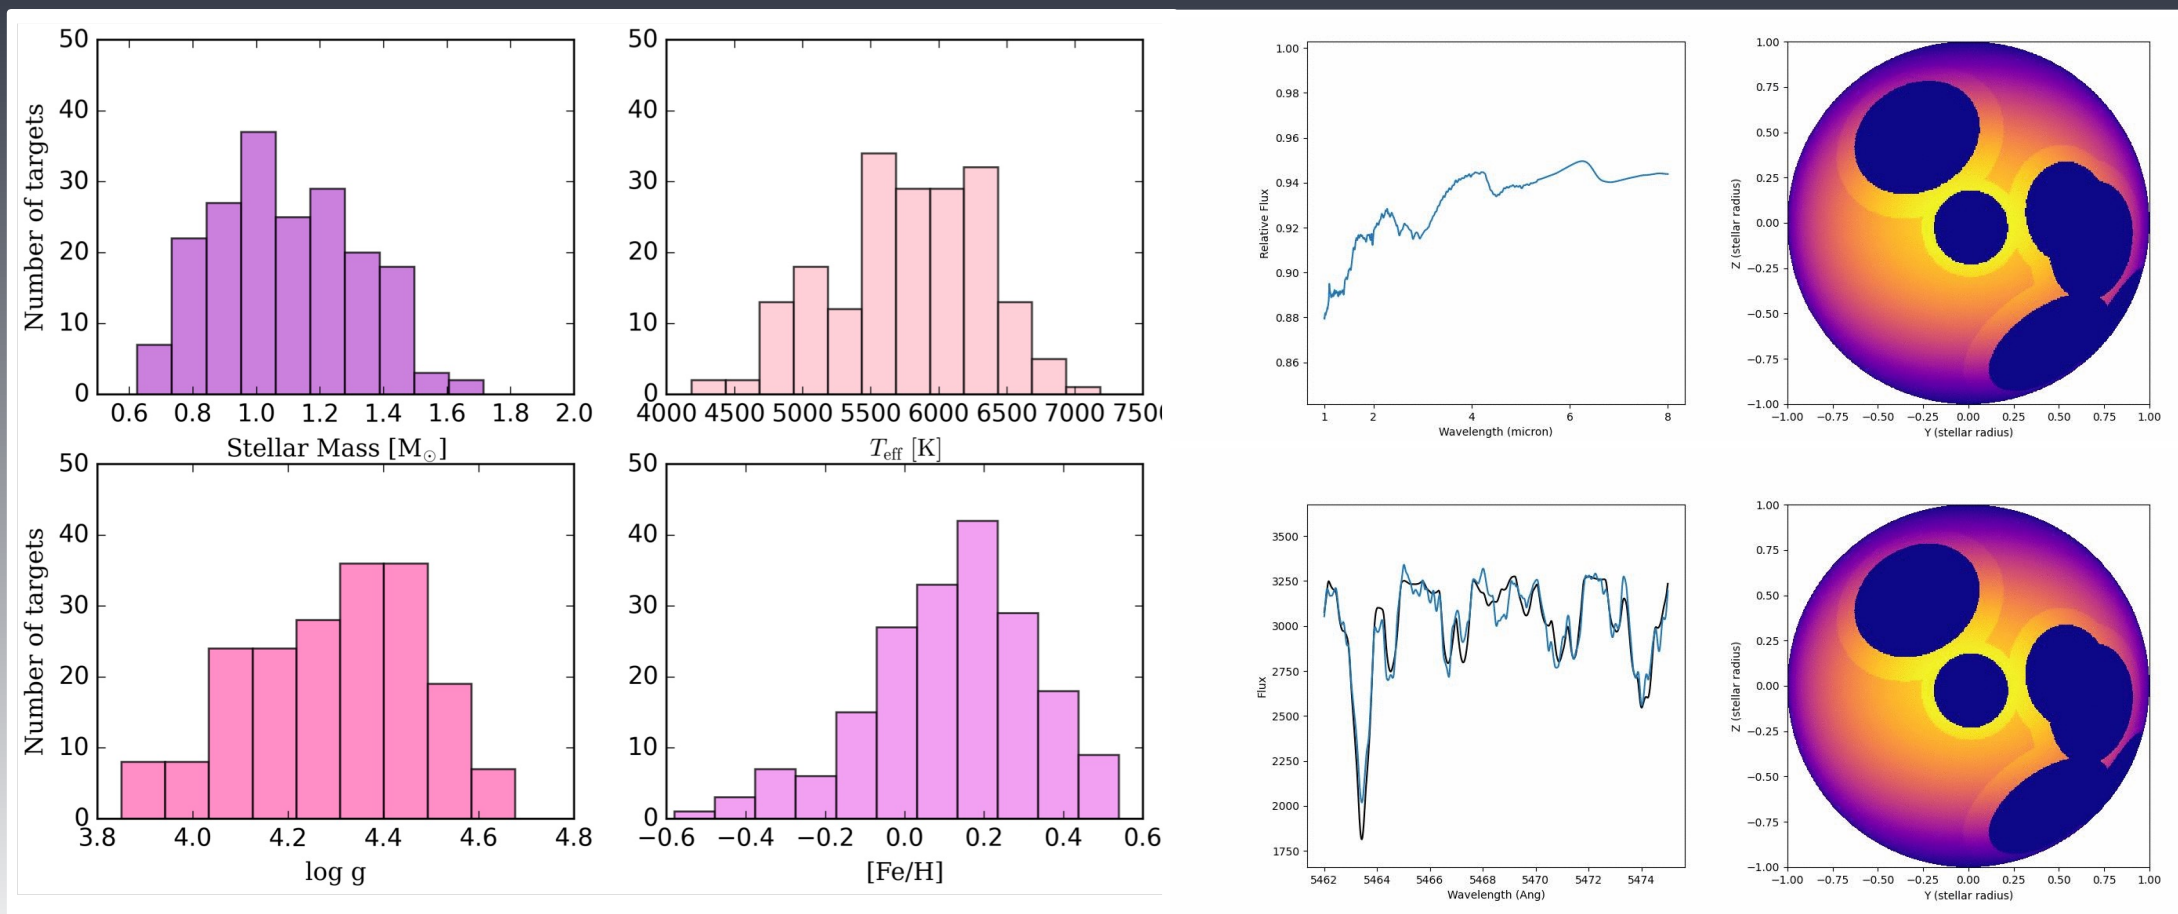 50
40
30
20
10
0
Number of targets
0.6 0.8 1.0 1.2 1.4 1.6 1.8 2.0
Stellar Mass [M☉]
50
40
30
20
10
0
4000 4500 5000 5500 6000 6500 7000 750
T_eff [K]
50
40
30
20
10
0
Number of targets
3.8 4.0 4.2 4.4 4.6 4.8
log g
50
40
30
20
10
0
−0.6 −0.4 −0.2 0.0 0.2 0.4 0.6
[Fe/H]
1.00
0.98
0.96
0.94
0.92
0.90
0.88
0.86
Relative Flux
1 2 4 6 8
Wavelength (micron)
1.00
0.75
0.50
0.25
0.00
−0.25
−0.50
−0.75
−1.00
Z (stellar radius)
−1.00 −0.75 −0.50 −0.25 0.00 0.25 0.50 0.75 1.00
Y (stellar radius)
3500
3250
3000
2750
2500
2250
2000
1750
Flux
5462 5464 5466 5468 5470 5472 5474
Wavelength (Ang)
1.00
0.75
0.50
0.25
0.00
−0.25
−0.50
−0.75
−1.00
Z (stellar radius)
−1.00 −0.75 −0.50 −0.25 0.00 0.25 0.50 0.75 1.00
Y (stellar radius)